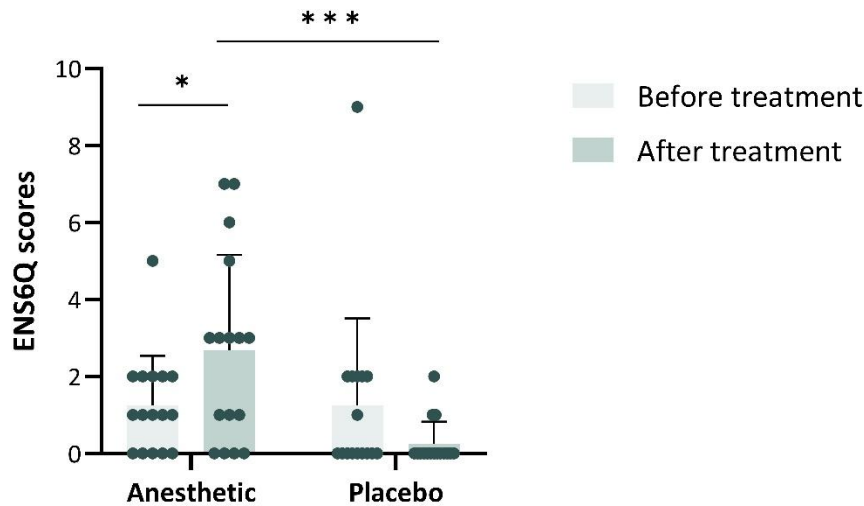 ***
*
10
8
6
4
2
0
ENS6Q scores
Anesthetic
Placebo
Before treatment
After treatment